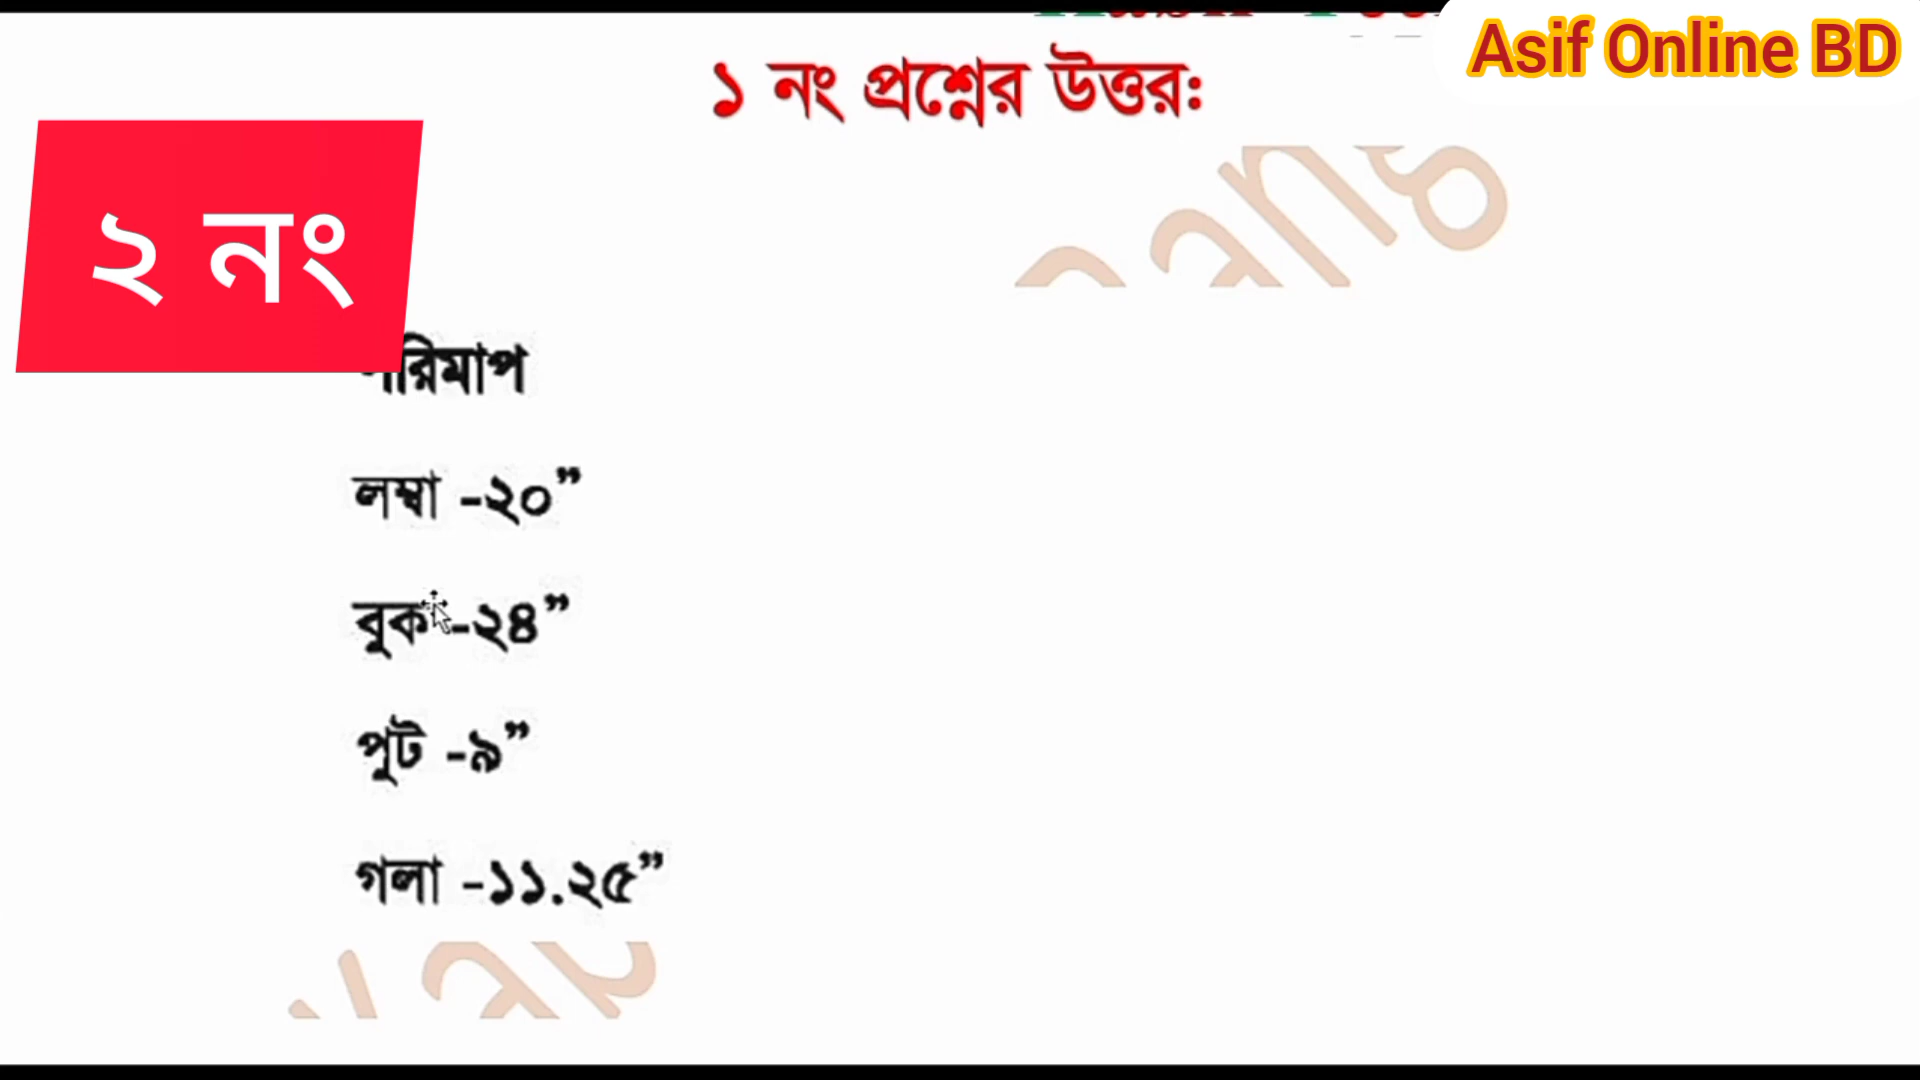 Asif Online BD
১ নং প্রশ্নের উত্তরঃ
২ নং
লম্বা -২০”
বুক -২৪”
পুট -৯”
গলা -১১.২৫”